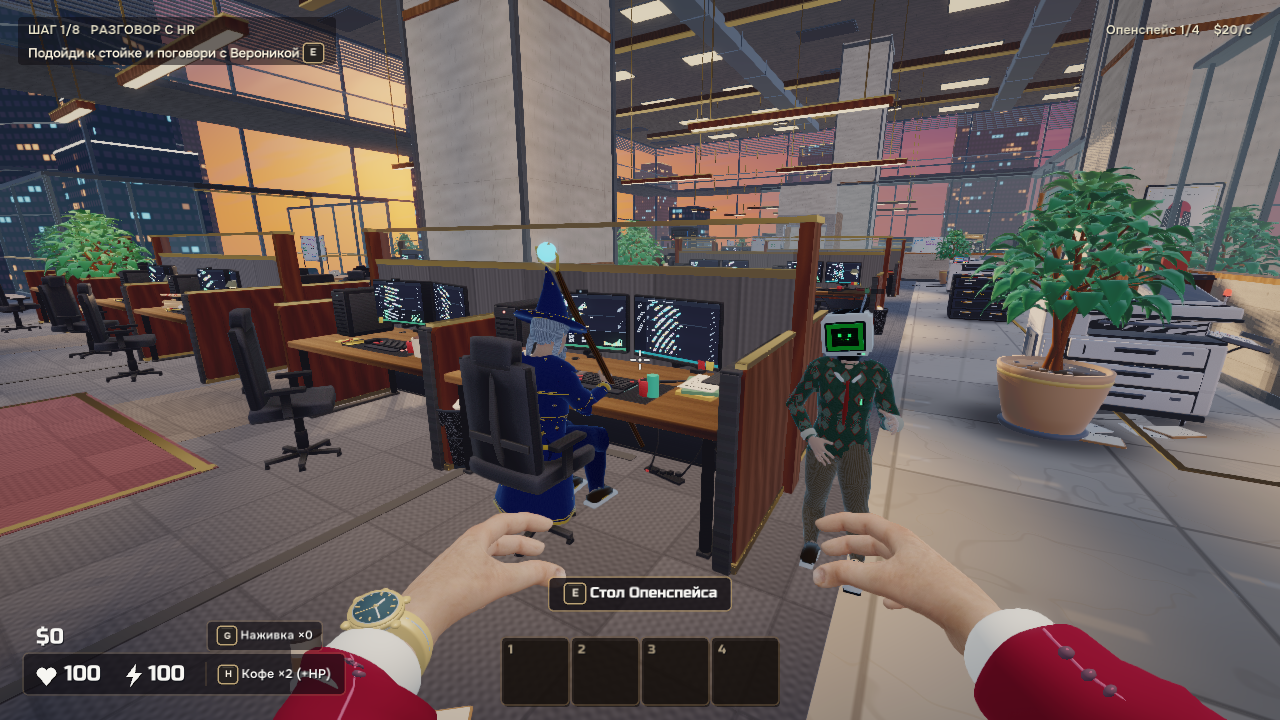 ШАГ 1/8 РАЗГОВОР С HR
Подойди к стойке и поговори с Вероникой E
Опенспейс 1/4 $20/с
E Стол Опенспейса
$0
G Наживка ×0
100 100
H Кофе ×2 (+HP)
1 2 3 4